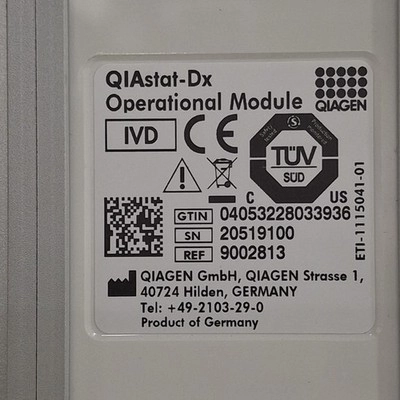 QIAstat-Dx
Operational Module
QIAGEN
IVD
CE
TÜV
SÜD
C US
GTIN 04053228033936
SN 20519100
REF 9002813
ETI-1115041-01
QIAGEN GmbH, QIAGEN Strasse 1,
40724 Hilden, GERMANY
Tel: +49-2103-29-0
Product of Germany